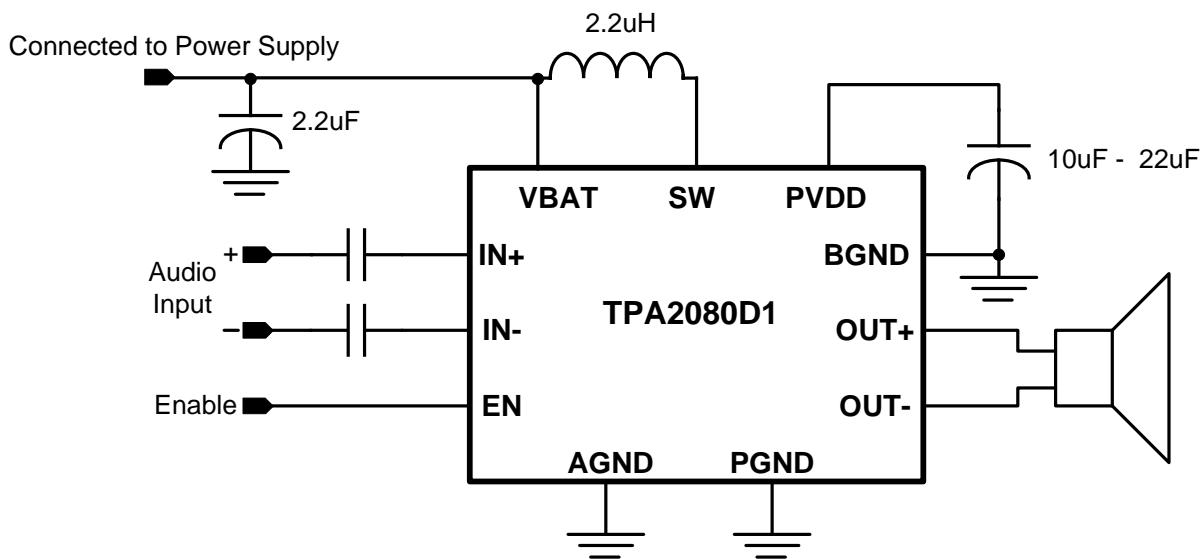 2.2uH
Connected to Power Supply
2.2uF
10uF - 22uF
VBAT
SW
PVDD
+
IN+
BGND
Audio
Input
TPA2080D1
–
IN-
OUT+
Enable
EN
OUT-
AGND
PGND